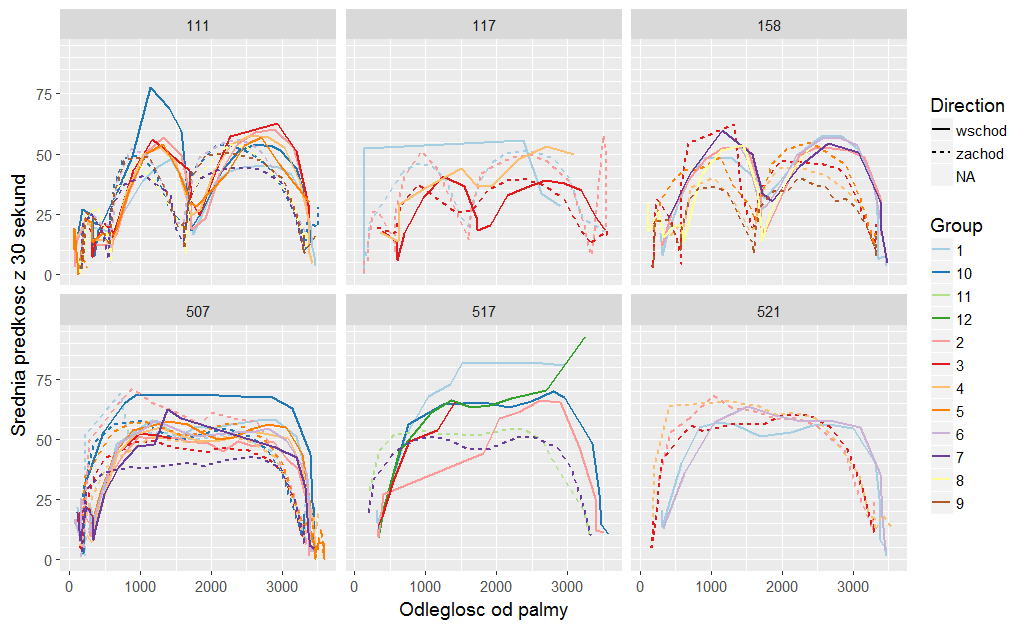 111 117 158
75
50
25
0
507 517 521
75
50
25
0
0 1000 2000 3000 0 1000 2000 3000 0 1000 2000 3000
Odleglosc od palmy
Srednia predkosc z 30 sekund
Direction
wschod
zachod
NA
Group
1
10
11
12
2
3
4
5
6
7
8
9